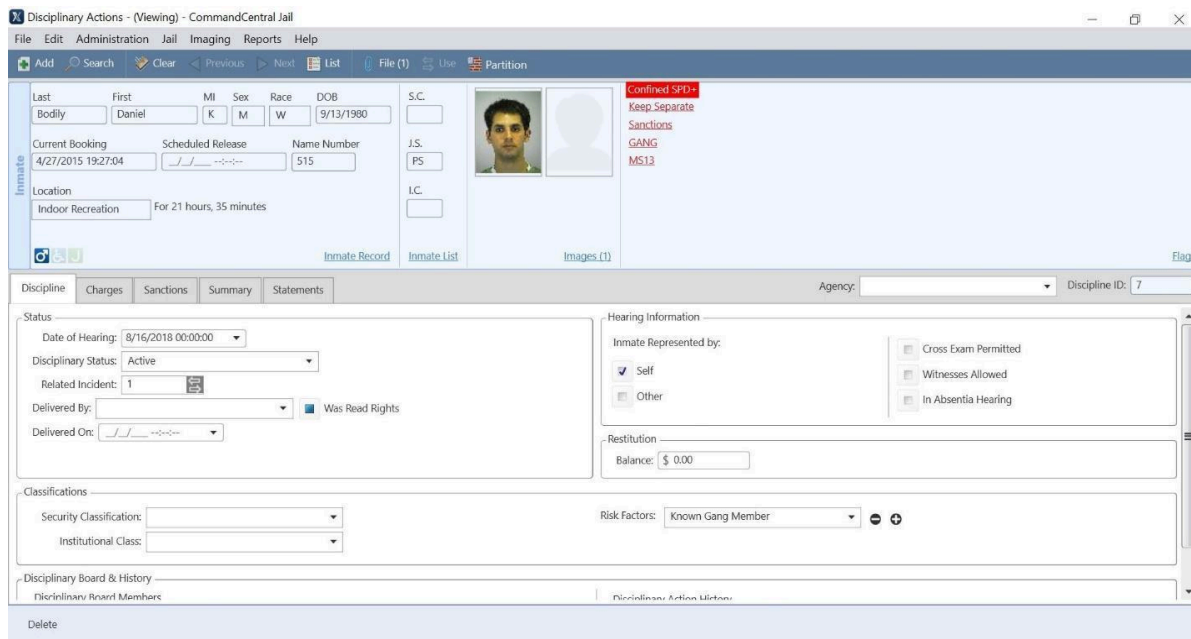 Disciplinary Actions - (Viewing) - CommandCentral Jail
File Edit Administration Jail Imaging Reports Help
Add Search Clear Previous Next List File (1) Use Partition
Inmate
Last First MI Sex Race DOB S.C.
Bodily Daniel K M W 9/13/1980
Current Booking Scheduled Release Name Number J.S.
4/27/2015 19:27:04 _/_/___ --:--:-- 515 PS
Location I.C.
Indoor Recreation For 21 hours, 35 minutes
Inmate Record Inmate List Images (1) Flag
Confined SPD+
Keep Separate
Sanctions
GANG
MS13
Discipline Charges Sanctions Summary Statements Agency: Discipline ID: 7
Status
Date of Hearing: 8/16/2018 00:00:00
Disciplinary Status: Active
Related Incident: 1
Delivered By: Was Read Rights
Delivered On: _/_/___ --:--:--
Hearing Information
Inmate Represented by:
Self
Other
Cross Exam Permitted
Witnesses Allowed
In Absentia Hearing
Restitution
Balance: $ 0.00
Classifications
Security Classification:
Institutional Class:
Risk Factors: Known Gang Member
Disciplinary Board & History
Disciplinary Board Members Disciplinary Action History
Delete